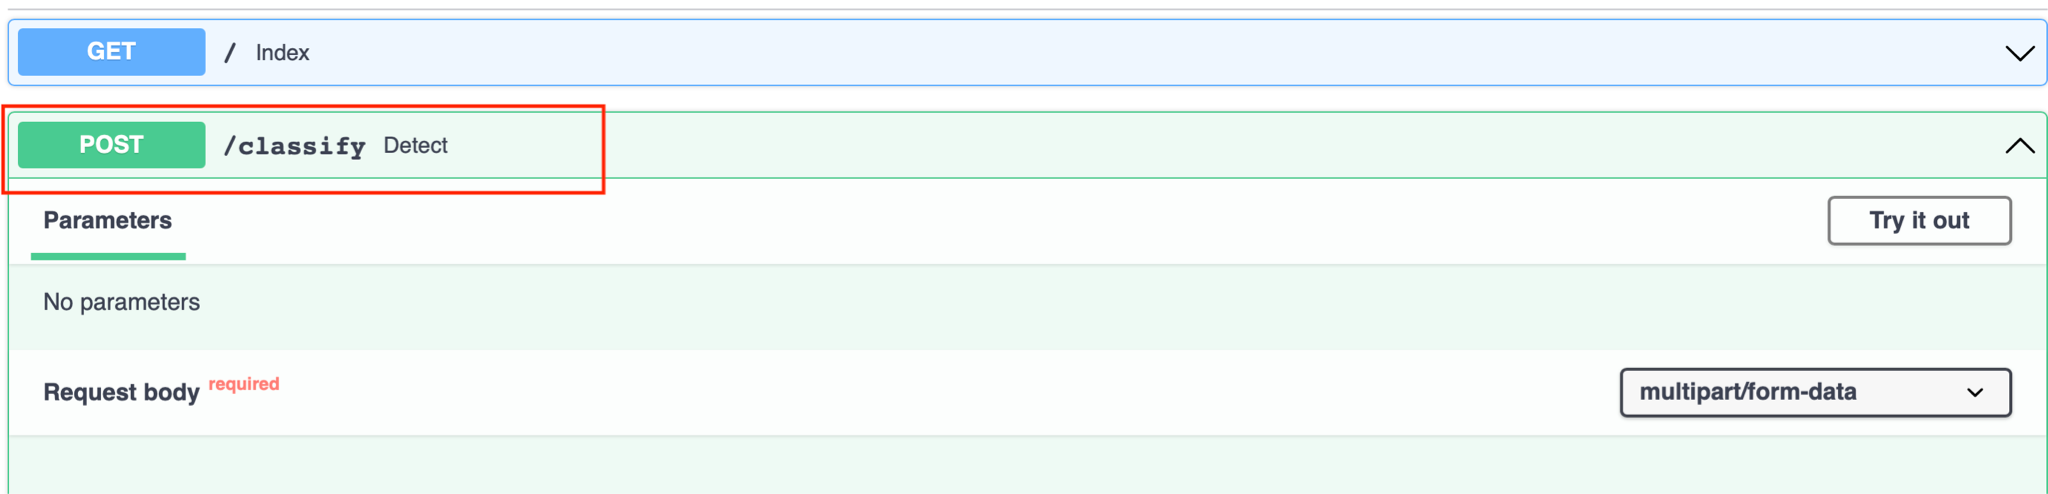 GET / Index
POST /classify Detect
Parameters Try it out
No parameters
Request body required multipart/form-data